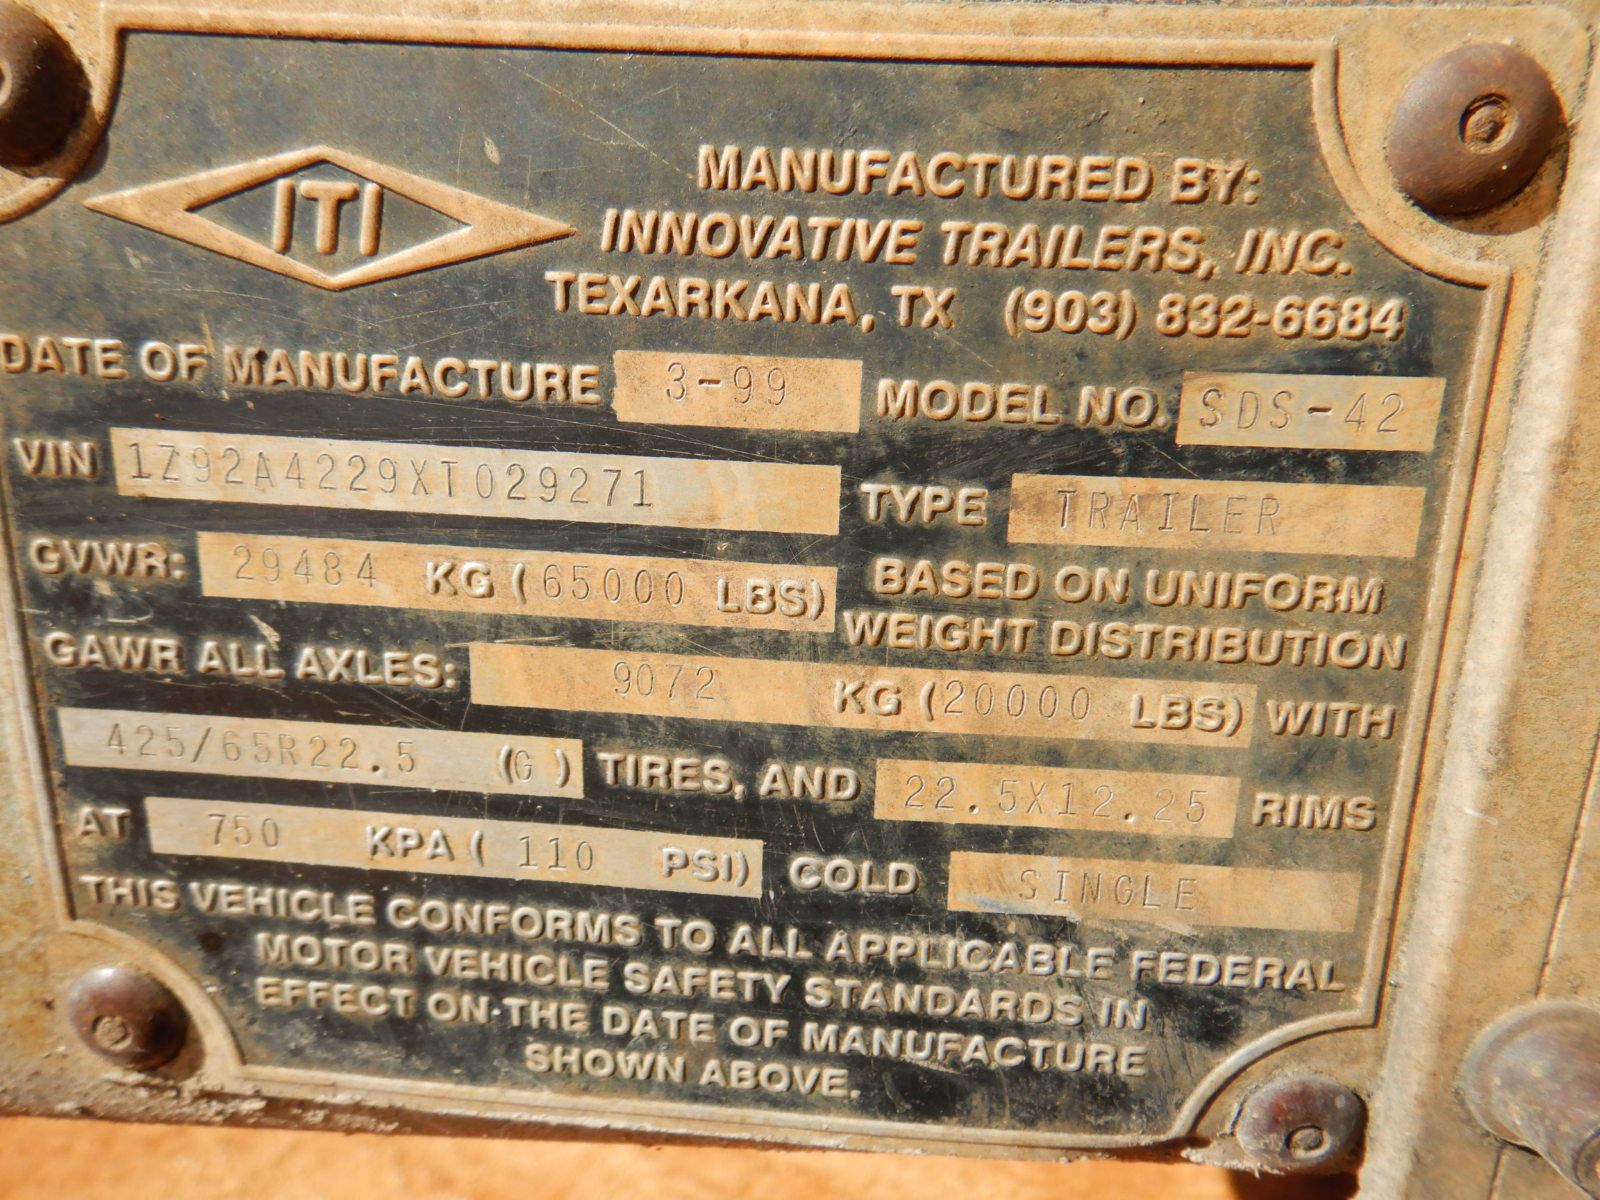 ITI
MANUFACTURED BY:
INNOVATIVE TRAILERS, INC.
TEXARKANA, TX (903) 832-6684
DATE OF MANUFACTURE 3-99 MODEL NO. SDS-42
VIN 1Z92A4229XT029271 TYPE TRAILER
GVWR: 29484 KG (65000 LBS) BASED ON UNIFORM
WEIGHT DISTRIBUTION
GAWR ALL AXLES: 9072 KG (20000 LBS) WITH
425/65R22.5 (G) TIRES, AND 22.5X12.25 RIMS
AT 750 KPA ( 110 PSI) COLD SINGLE
THIS VEHICLE CONFORMS TO ALL APPLICABLE FEDERAL
MOTOR VEHICLE SAFETY STANDARDS IN
EFFECT ON THE DATE OF MANUFACTURE
SHOWN ABOVE.